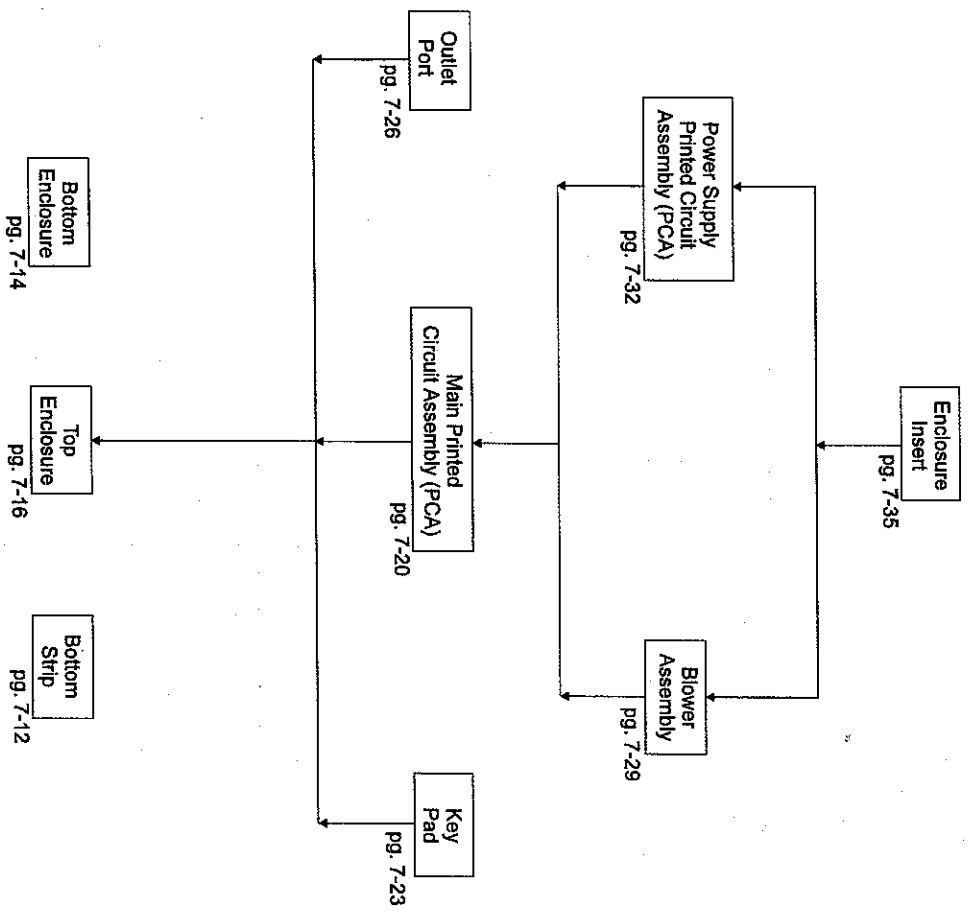 Enclosure
Insert
pg. 7-35
Power Supply
Printed Circuit
Assembly (PCA)
pg. 7-32
Blower
Assembly
pg. 7-29
Outlet
Port
pg. 7-26
Main Printed
Circuit Assembly (PCA)
pg. 7-20
Key
Pad
pg. 7-23
Bottom
Enclosure
pg. 7-14
Top
Enclosure
pg. 7-16
Bottom
Strip
pg. 7-12